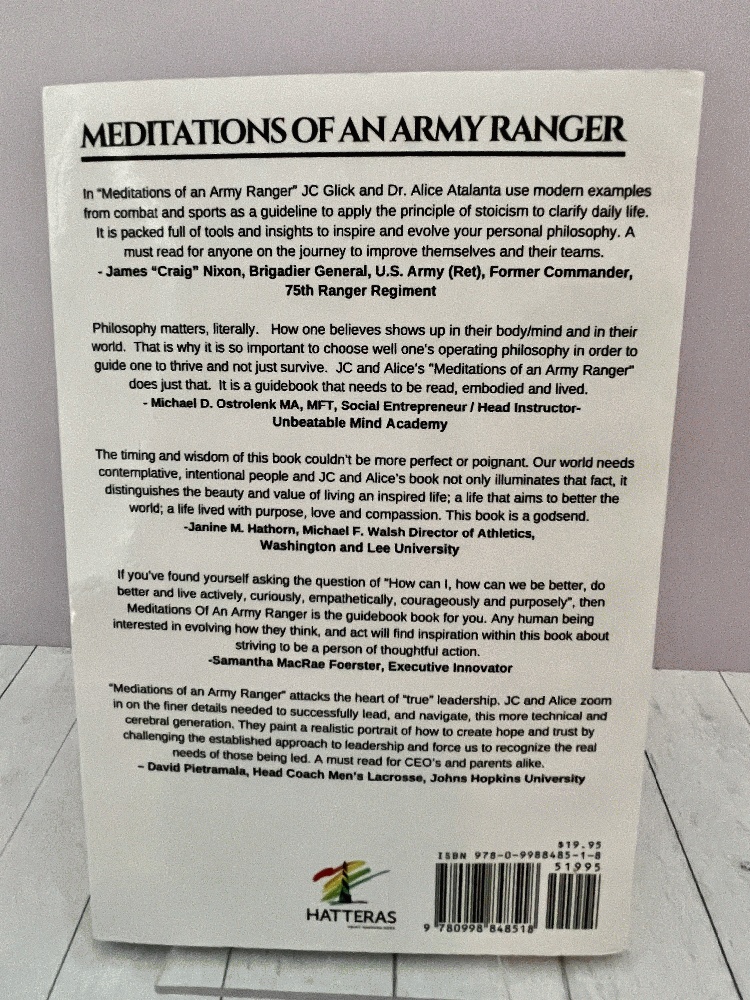 MEDITATIONS OF AN ARMY RANGER
In "Meditations of an Army Ranger" JC Glick and Dr. Alice Atalanta use modern examples
from combat and sports as a guideline to apply the principle of stoicism to clarify daily life.
It is packed full of tools and insights to inspire and evolve your personal philosophy. A
must read for anyone on the journey to improve themselves and their teams.
- James "Craig" Nixon, Brigadier General, U.S. Army (Ret), Former Commander,
75th Ranger Regiment
Philosophy matters, literally. How one believes shows up in their body/mind and in their
world. That is why it is so important to choose well one's operating philosophy in order to
guide one to thrive and not just survive. JC and Alice's "Meditations of an Army Ranger"
does just that. It is a guidebook that needs to be read, embodied and lived.
- Michael D. Ostrolenk MA, MFT, Social Entrepreneur / Head Instructor-
Unbeatable Mind Academy
The timing and wisdom of this book couldn't be more perfect or poignant. Our world needs
contemplative, intentional people and JC and Alice's book not only illuminates that fact, it
distinguishes the beauty and value of living an inspired life; a life that aims to better the
world; a life lived with purpose, love and compassion. This book is a godsend.
-Janine M. Hathorn, Michael F. Walsh Director of Athletics,
Washington and Lee University
If you've found yourself asking the question of "How can I, how can we be better, do
better and live actively, curiously, empathetically, courageously and purposely", then
Meditations Of An Army Ranger is the guidebook book for you. Any human being
interested in evolving how they think, and act will find inspiration within this book about
striving to be a person of thoughtful action.
-Samantha MacRae Foerster, Executive Innovator
"Mediations of an Army Ranger" attacks the heart of "true" leadership. JC and Alice zoom
in on the finer details needed to successfully lead, and navigate, this more technical and
cerebral generation. They paint a realistic portrait of how to create hope and trust by
challenging the established approach to leadership and force us to recognize the real
needs of those being led. A must read for CEO's and parents alike.
– David Pietramala, Head Coach Men's Lacrosse, Johns Hopkins University
$19.95
ISBN 978-0-9988485-1-8
51995
HATTERAS
9 780998 848518